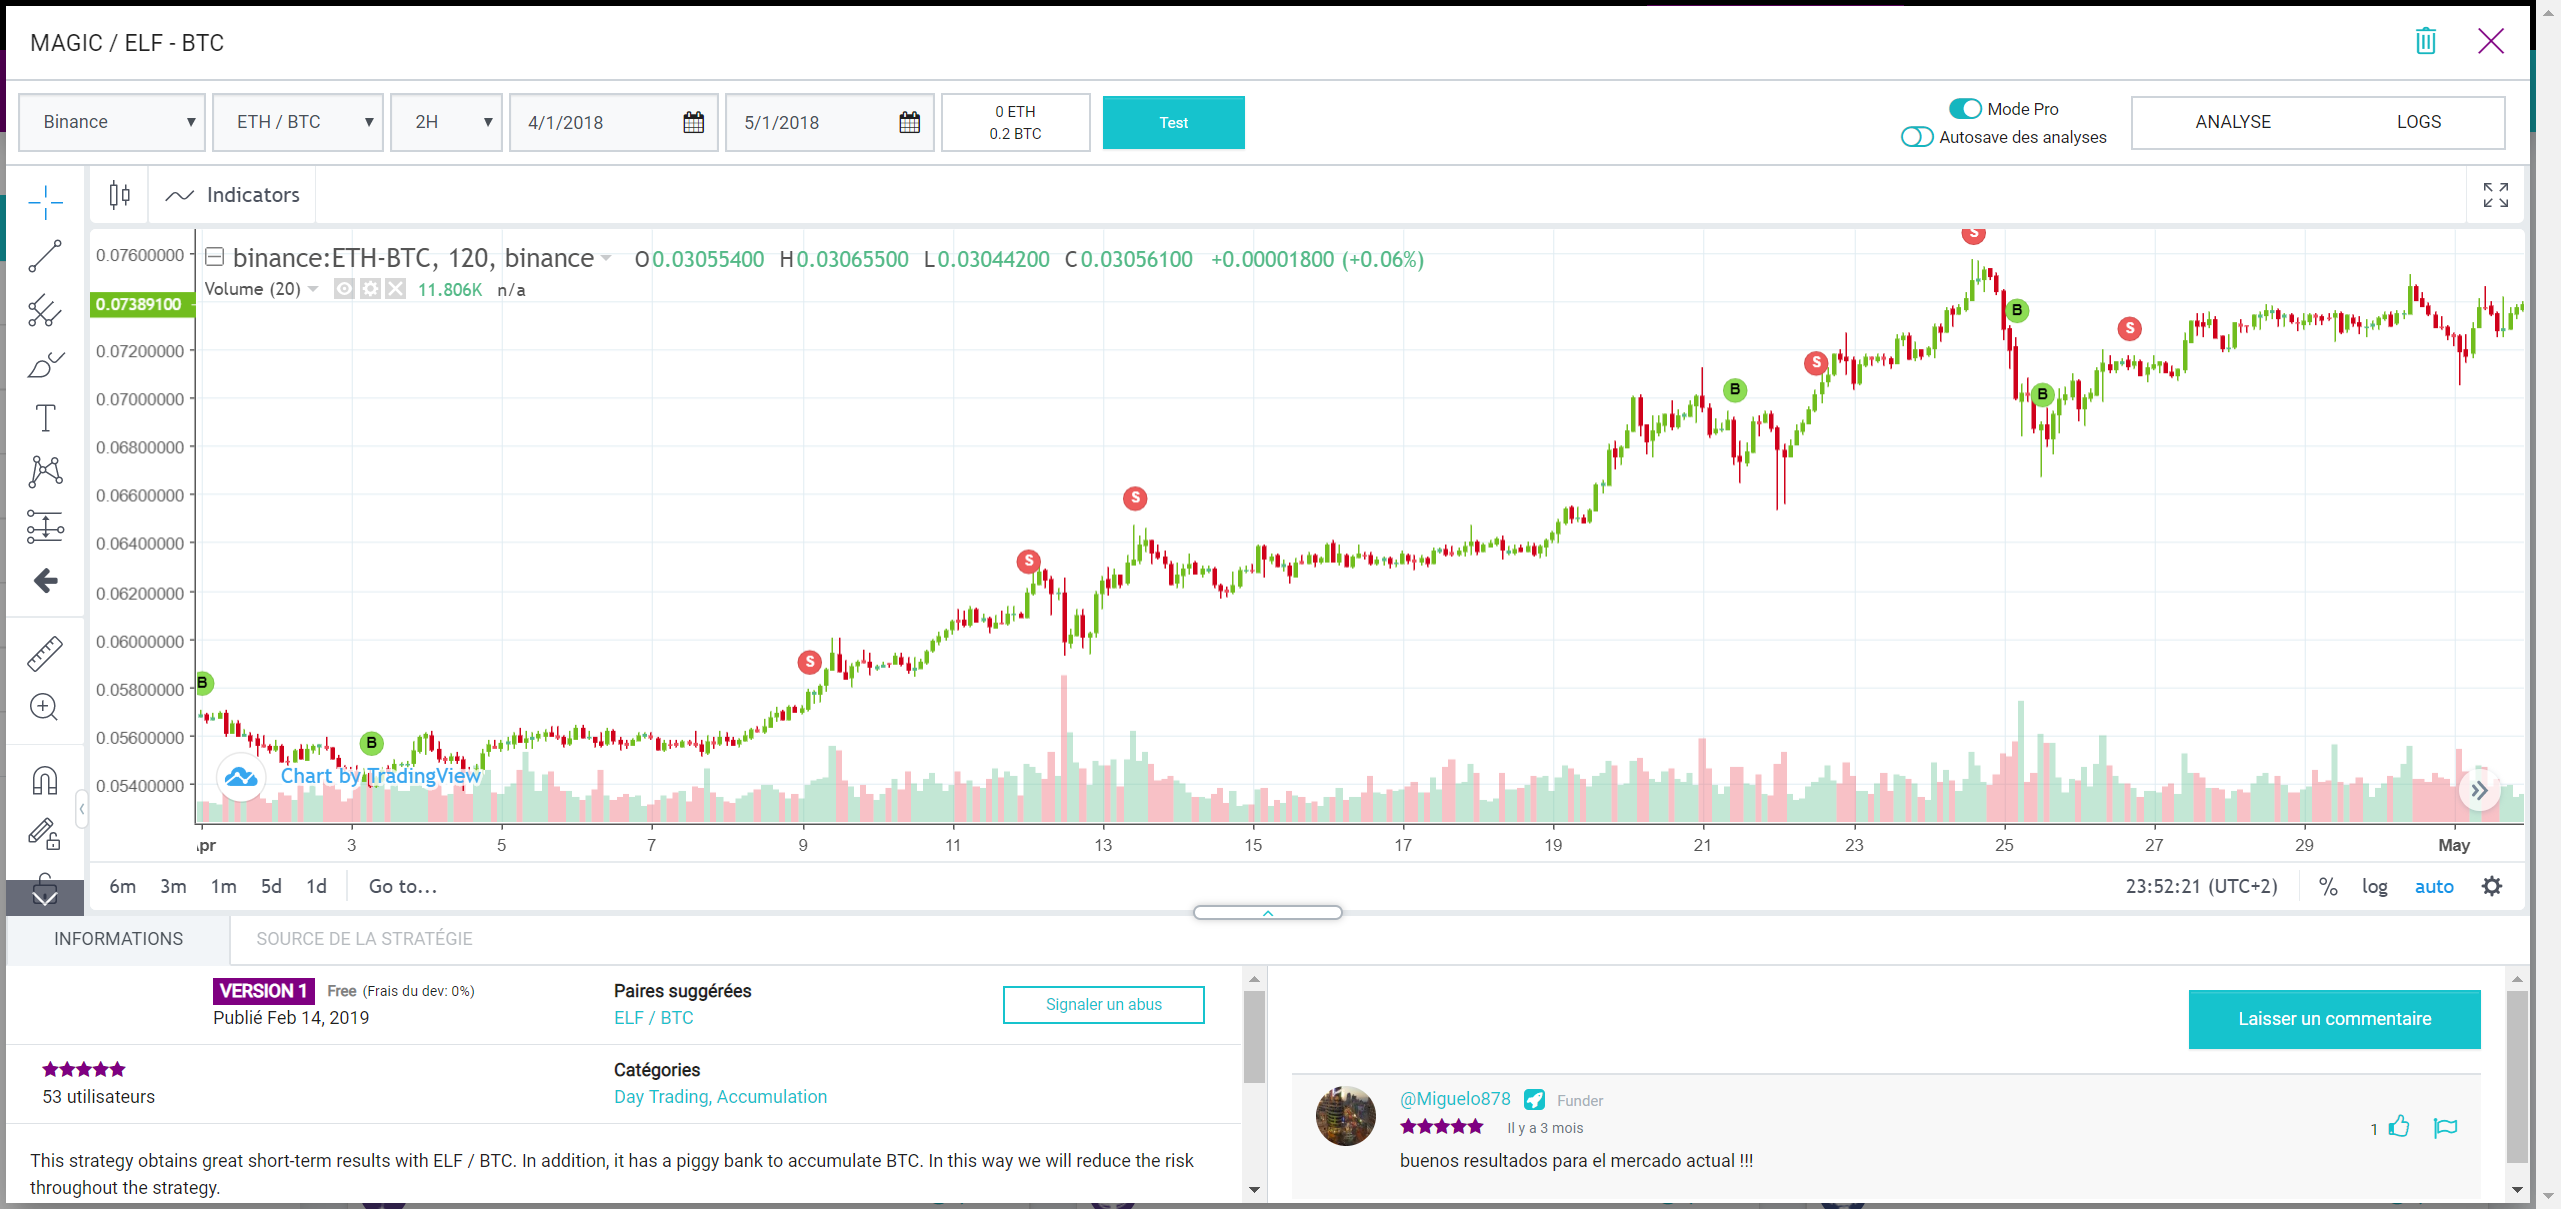 MAGIC / ELF - BTC
Binance
ETH / BTC
2H
4/1/2018
5/1/2018
0 ETH
0.2 BTC
Test
Mode Pro
Autosave des analyses
ANALYSE
LOGS
Indicators
binance:ETH-BTC, 120, binance O0.03055400 H0.03065500 L0.03044200 C0.03056100 +0.00001800 (+0.06%)
Volume (20) 11.806K n/a
0.07600000
0.07389100
0.07200000
0.07000000
0.06800000
0.06600000
0.06400000
0.06200000
0.06000000
0.05800000
0.05600000
0.05400000
B
B
S
S
S
B
S
S
B
B
S
Chart by TradingView
Apr 3 5 7 9 11 13 15 17 19 21 23 25 27 29 May
6m 3m 1m 5d 1d Go to...
23:52:21 (UTC+2) % log auto
INFORMATIONS
SOURCE DE LA STRATÉGIE
VERSION 1 Free (Frais du dev: 0%)
Publié Feb 14, 2019
Paires suggérées
ELF / BTC
Signaler un abus
53 utilisateurs
Catégories
Day Trading, Accumulation
This strategy obtains great short-term results with ELF / BTC. In addition, it has a piggy bank to accumulate BTC. In this way we will reduce the risk
throughout the strategy.
Laisser un commentaire
@Miguelo878 Funder
Il y a 3 mois
1
buenos resultados para el mercado actual !!!